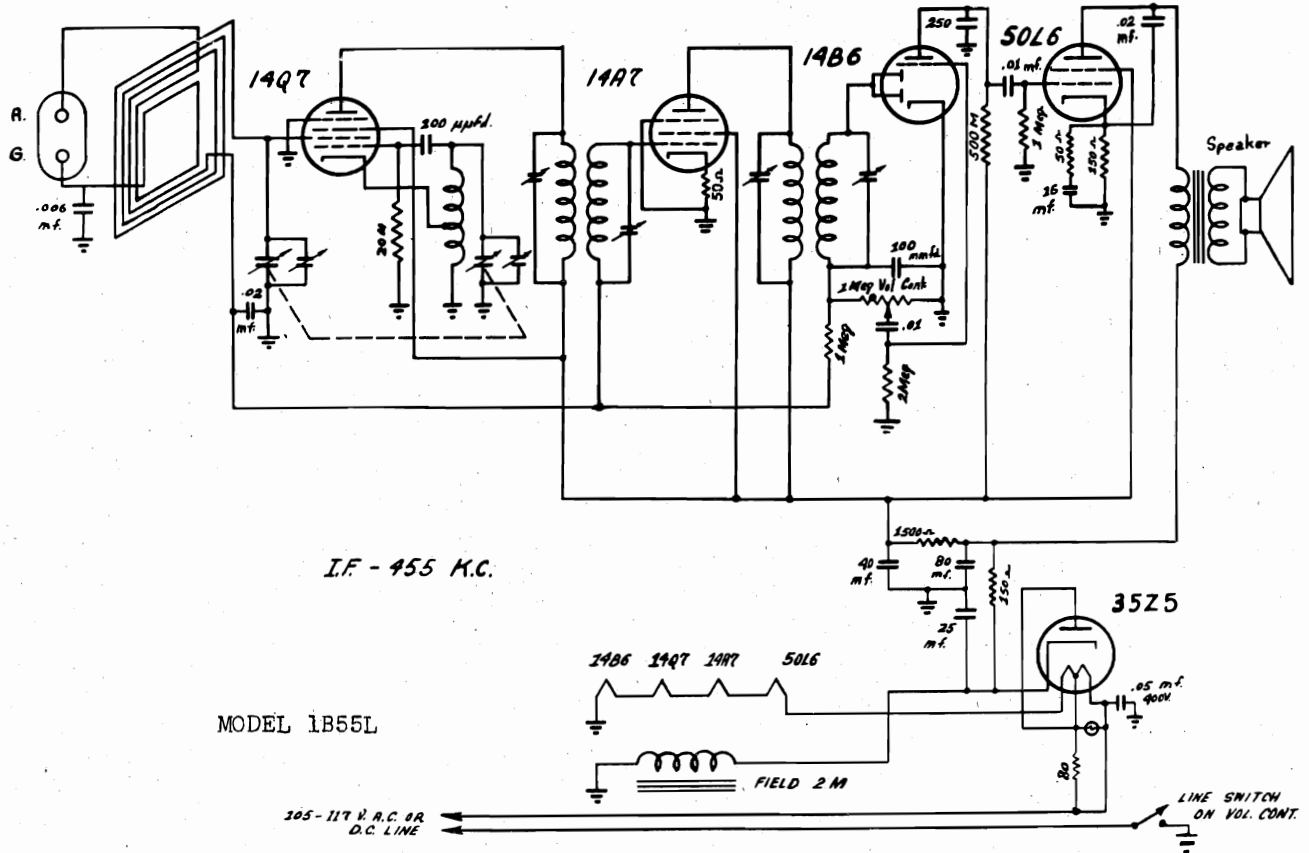 A.
G.
.006
mf.
14Q7
200 µµfd.
20M
.02
mf.
14A7
50Ω
14B6
250
100
mmfd
1 Meg Vol Cont
.01
1 Meg
2 Meg
500M
.01 mf.
50L6
.02
mf.
1 Meg
50Ω
150Ω
16
mf.
Speaker
I.F. - 455 K.C.
1500Ω
40
mf.
80
mf.
25
mf.
150Ω
35Z5
14B6 14Q7 14A7 50L6
.05 mf.
400V.
80
MODEL 1B55L
FIELD 2M
105-117 V. A.C. OR
D.C. LINE
LINE SWITCH
ON VOL. CONT.